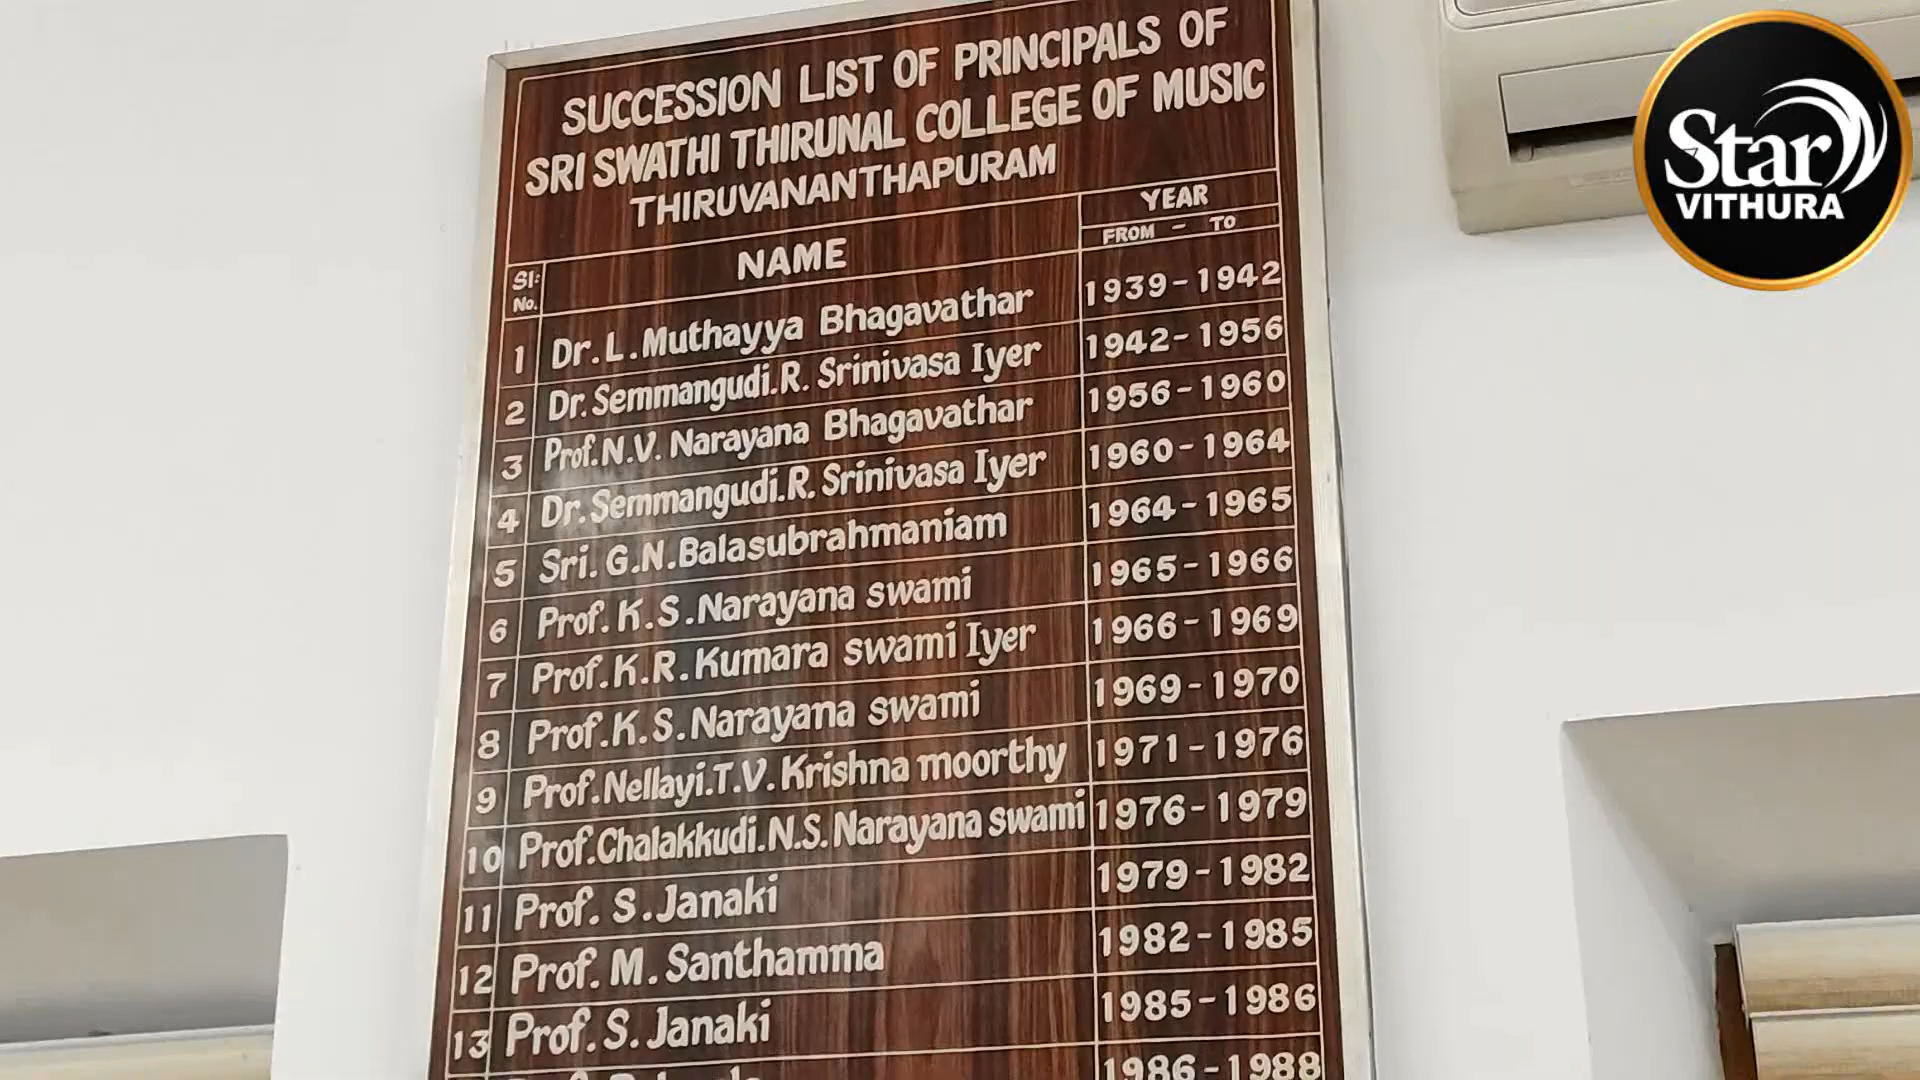 SUCCESSION LIST OF PRINCIPALS OF
SRI SWATHI THIRUNAL COLLEGE OF MUSIC
THIRUVANANTHAPURAM
Sl: No. NAME YEAR
FROM - TO
1 Dr. L. Muthayya Bhagavathar 1939-1942
2 Dr. Semmangudi.R. Srinivasa Iyer 1942-1956
3 Prof.N.V. Narayana Bhagavathar 1956-1960
4 Dr. Semmangudi.R. Srinivasa Iyer 1960-1964
5 Sri. G.N.Balasubrahmaniam 1964-1965
6 Prof. K.S.Narayana swami 1965-1966
7 Prof.K.R.Kumara swami Iyer 1966-1969
8 Prof.K.S.Narayana swami 1969-1970
9 Prof.Nellayi.T.V.Krishna moorthy 1971-1976
10 Prof.Chalakkudi.N.S.Narayana swami 1976-1979
11 Prof. S.Janaki 1979-1982
12 Prof. M. Santhamma 1982-1985
13 Prof. S. Janaki 1985-1986
1986-1988
Star
VITHURA